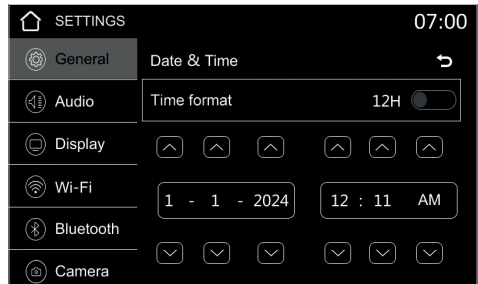 SETTINGS 07:00
General
Date & Time
Audio
Time format 12H
Display
Wi-Fi
1 - 1 - 2024 12 : 11 AM
Bluetooth
Camera